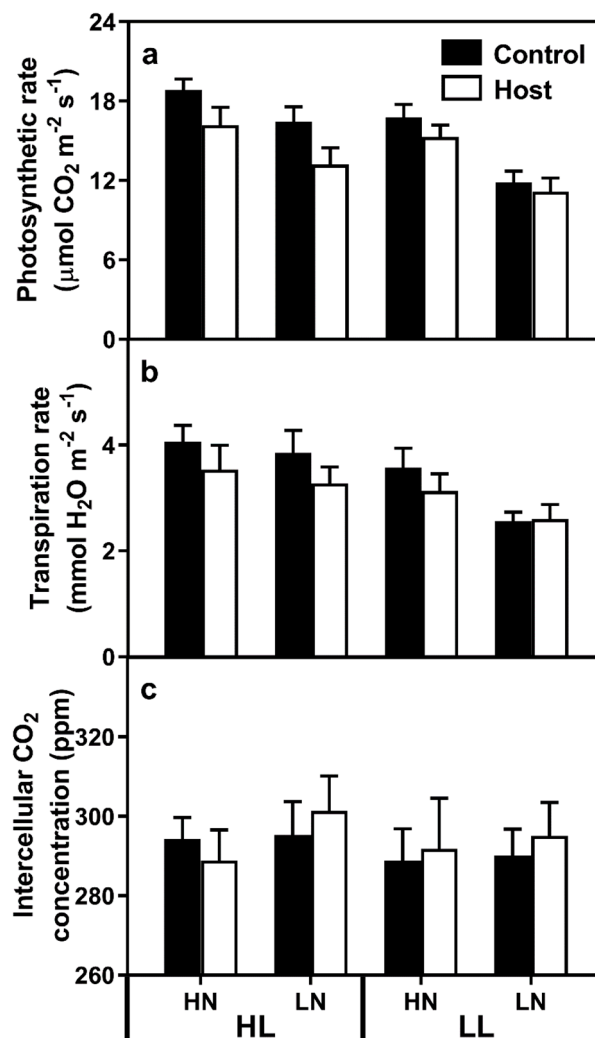 a
Control
Host
Photosynthetic rate
(μmol CO₂ m⁻² s⁻¹)
24
18
12
6
0
b
Transpiration rate
(mmol H₂O m⁻² s⁻¹)
4
2
0
c
Intercellular CO₂
concentration (ppm)
320
300
280
260
HN LN HN LN
HL LL